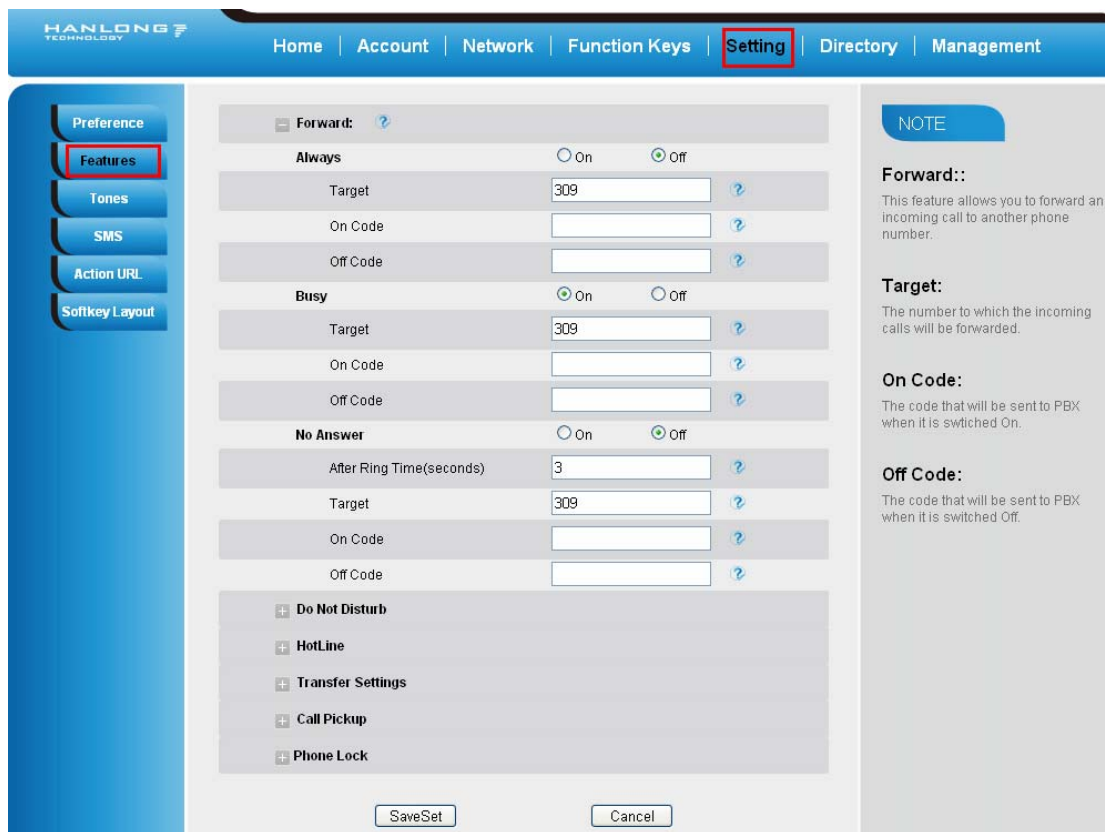 HANLONG
TECHNOLOGY
Home | Account | Network | Function Keys | Setting | Directory | Management
Preference
Features
Tones
SMS
Action URL
Softkey Layout
Forward:
Always On Off
Target 309
On Code
Off Code
Busy On Off
Target 309
On Code
Off Code
No Answer On Off
After Ring Time(seconds) 3
Target 309
On Code
Off Code
Do Not Disturb
HotLine
Transfer Settings
Call Pickup
Phone Lock
SaveSet Cancel
NOTE
Forward::
This feature allows you to forward an
incoming call to another phone
number.
Target:
The number to which the incoming
calls will be forwarded.
On Code:
The code that will be sent to PBX
when it is swtiched On.
Off Code:
The code that will be sent to PBX
when it is switched Off.